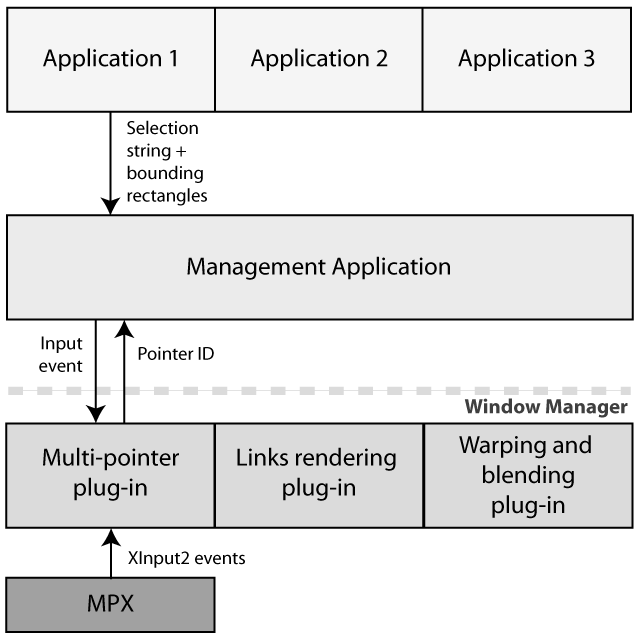 Application 1
Application 2
Application 3
Selection
string +
bounding
rectangles
Management Application
Input
event
Pointer ID
Window Manager
Multi-pointer
plug-in
Links rendering
plug-in
Warping and
blending
plug-in
XInput2 events
MPX